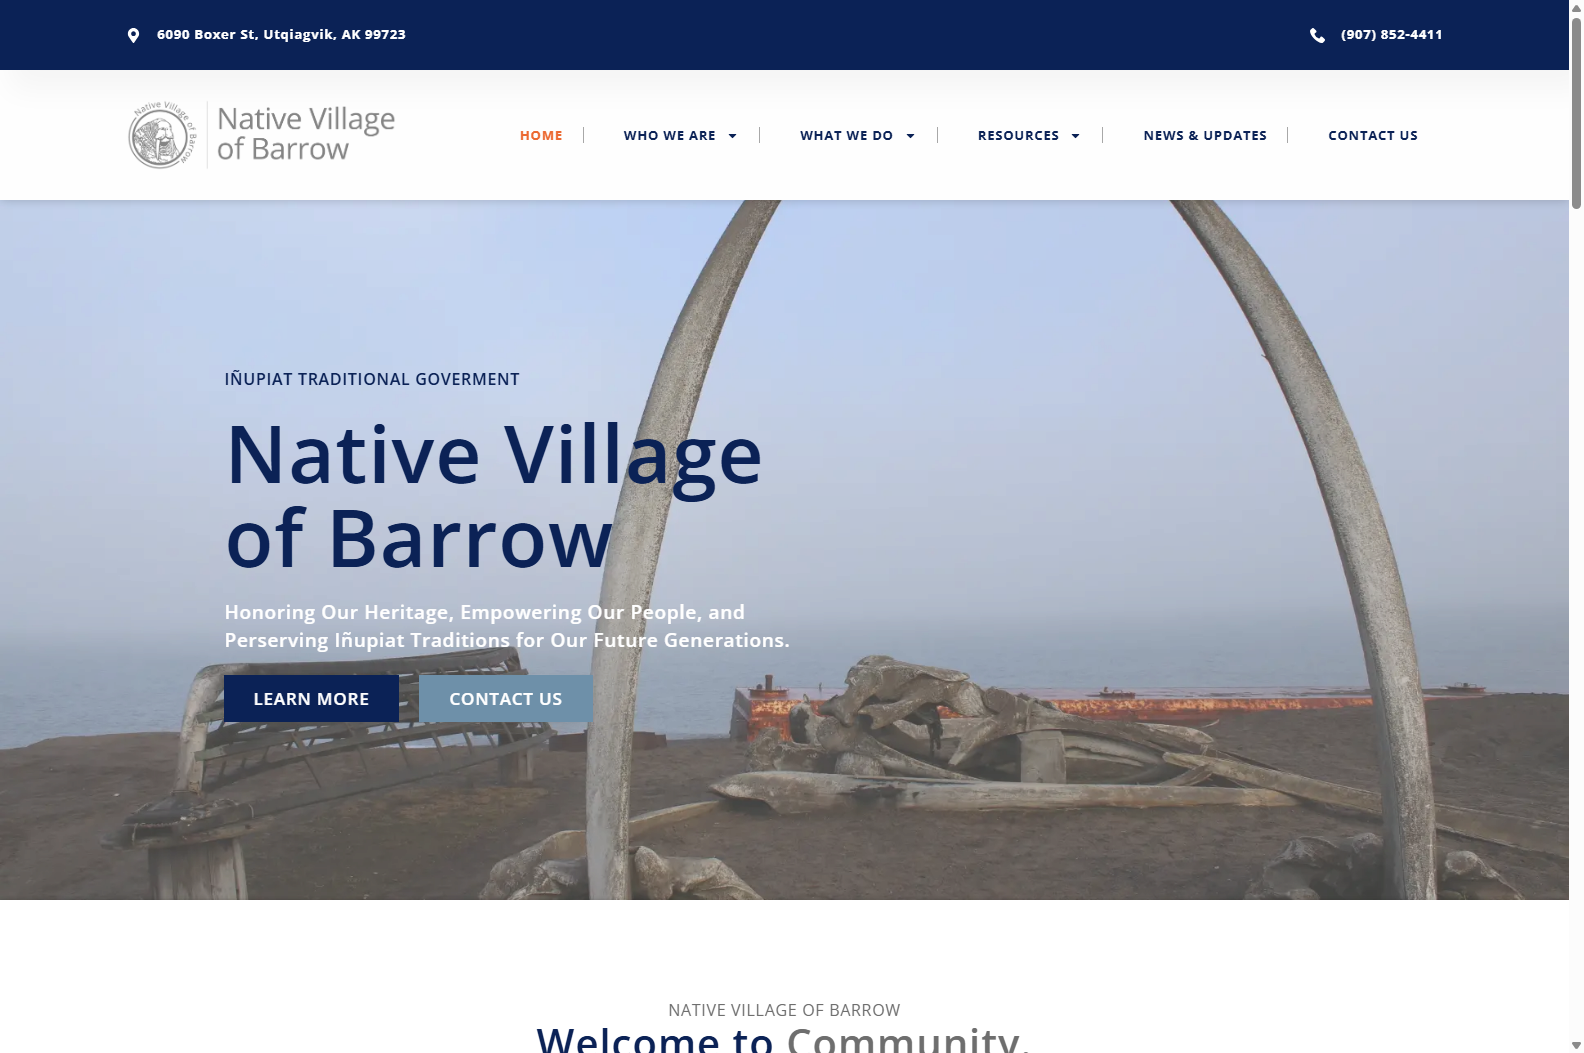 6090 Boxer St, Utqiagvik, AK 99723
(907) 852-4411
Native Village of Barrow
Native Village
of Barrow
HOME
WHO WE ARE
WHAT WE DO
RESOURCES
NEWS & UPDATES
CONTACT US
IÑUPIAT TRADITIONAL GOVERMENT
Native Village
of Barrow
Honoring Our Heritage, Empowering Our People, and
Perserving Iñupiat Traditions for Our Future Generations.
LEARN MORE
CONTACT US
NATIVE VILLAGE OF BARROW
Welcome to Community.